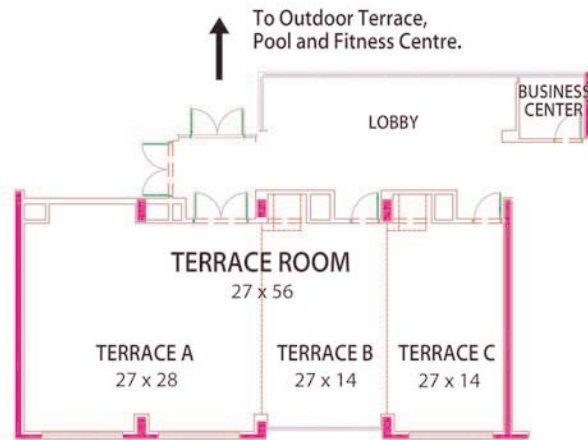 To Outdoor Terrace,
Pool and Fitness Centre.
BUSINESS
CENTER
LOBBY
TERRACE ROOM
27 x 56
TERRACE A
27 x 28
TERRACE B
27 x 14
TERRACE C
27 x 14